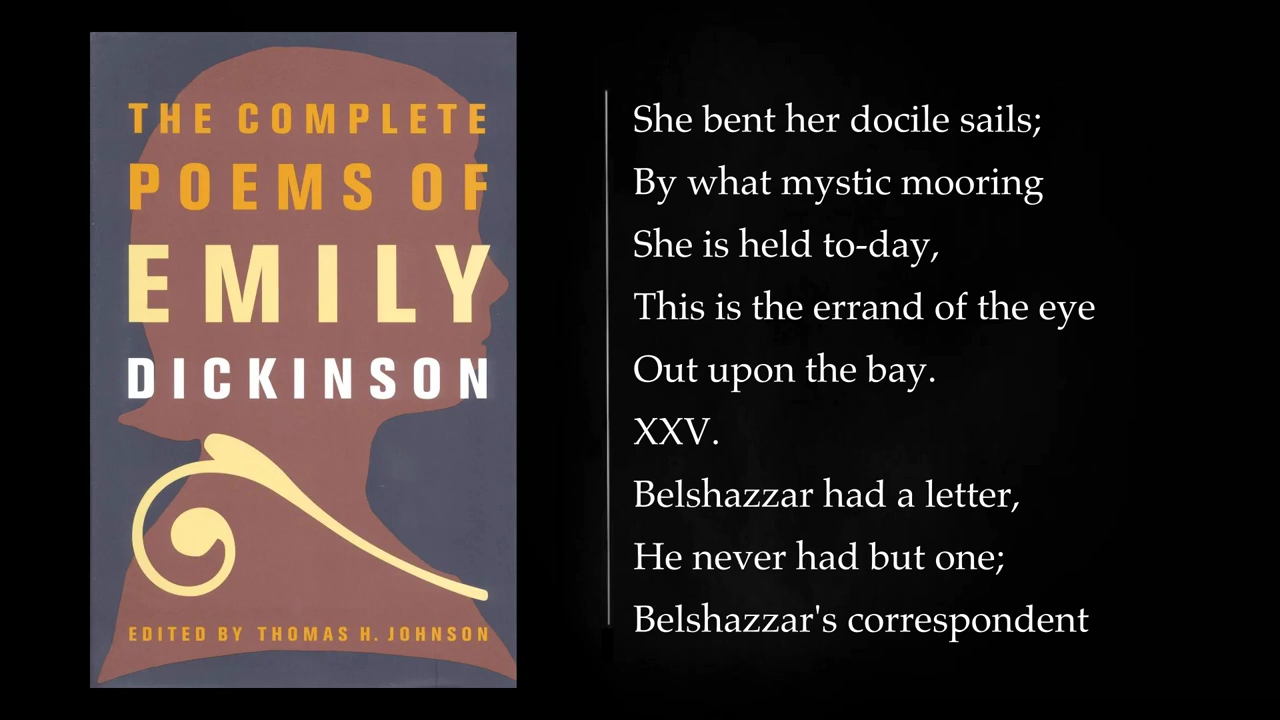 THE COMPLETE
POEMS OF
EMILY
DICKINSON
EDITED BY THOMAS H. JOHNSON
She bent her docile sails;
By what mystic mooring
She is held to-day,
This is the errand of the eye
Out upon the bay.
XXV.
Belshazzar had a letter,
He never had but one;
Belshazzar's correspondent